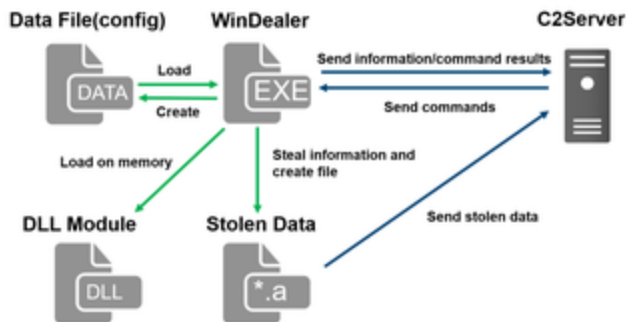 Data File(config)
WinDealer
C2Server
DATA
Load
Create
EXE
Send information/command results
Send commands
Load on memory
Steal information and
create file
Send stolen data
DLL Module
Stolen Data
DLL
*.a